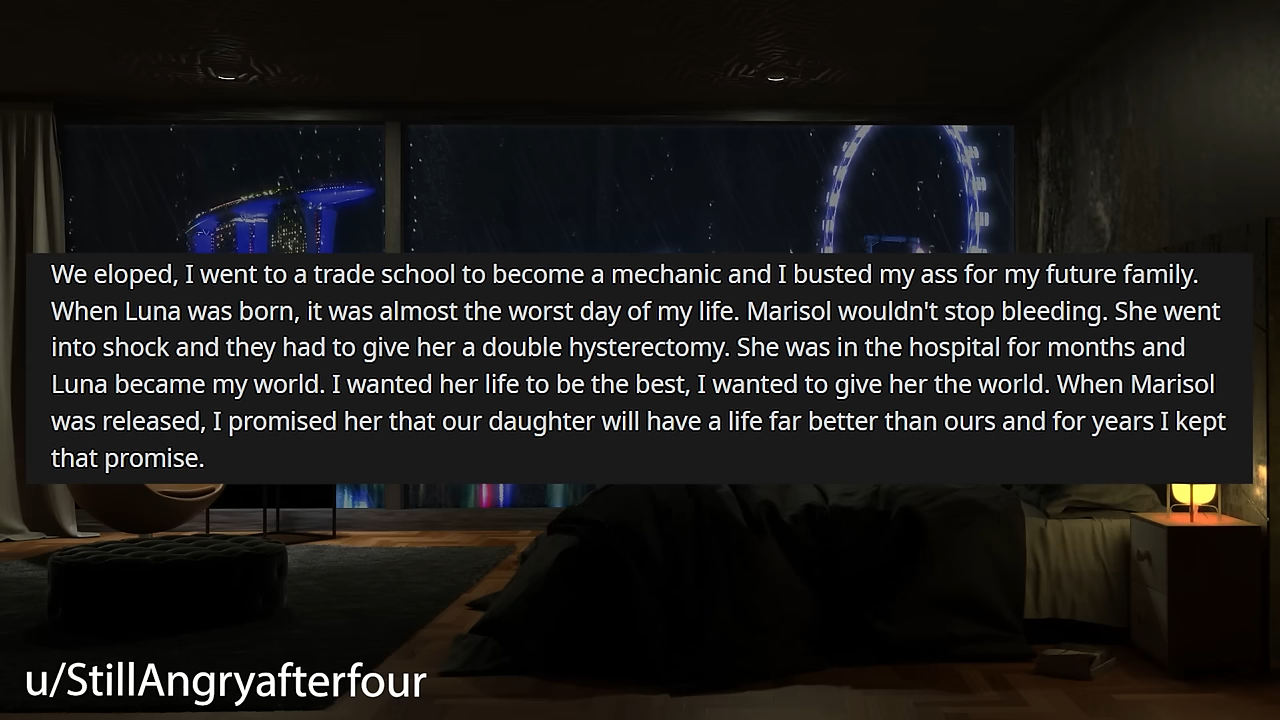 We eloped, I went to a trade school to become a mechanic and I busted my ass for my future family.
When Luna was born, it was almost the worst day of my life. Marisol wouldn't stop bleeding. She went
into shock and they had to give her a double hysterectomy. She was in the hospital for months and
Luna became my world. I wanted her life to be the best, I wanted to give her the world. When Marisol
was released, I promised her that our daughter will have a life far better than ours and for years I kept
that promise.
u/StillAngryafterfour